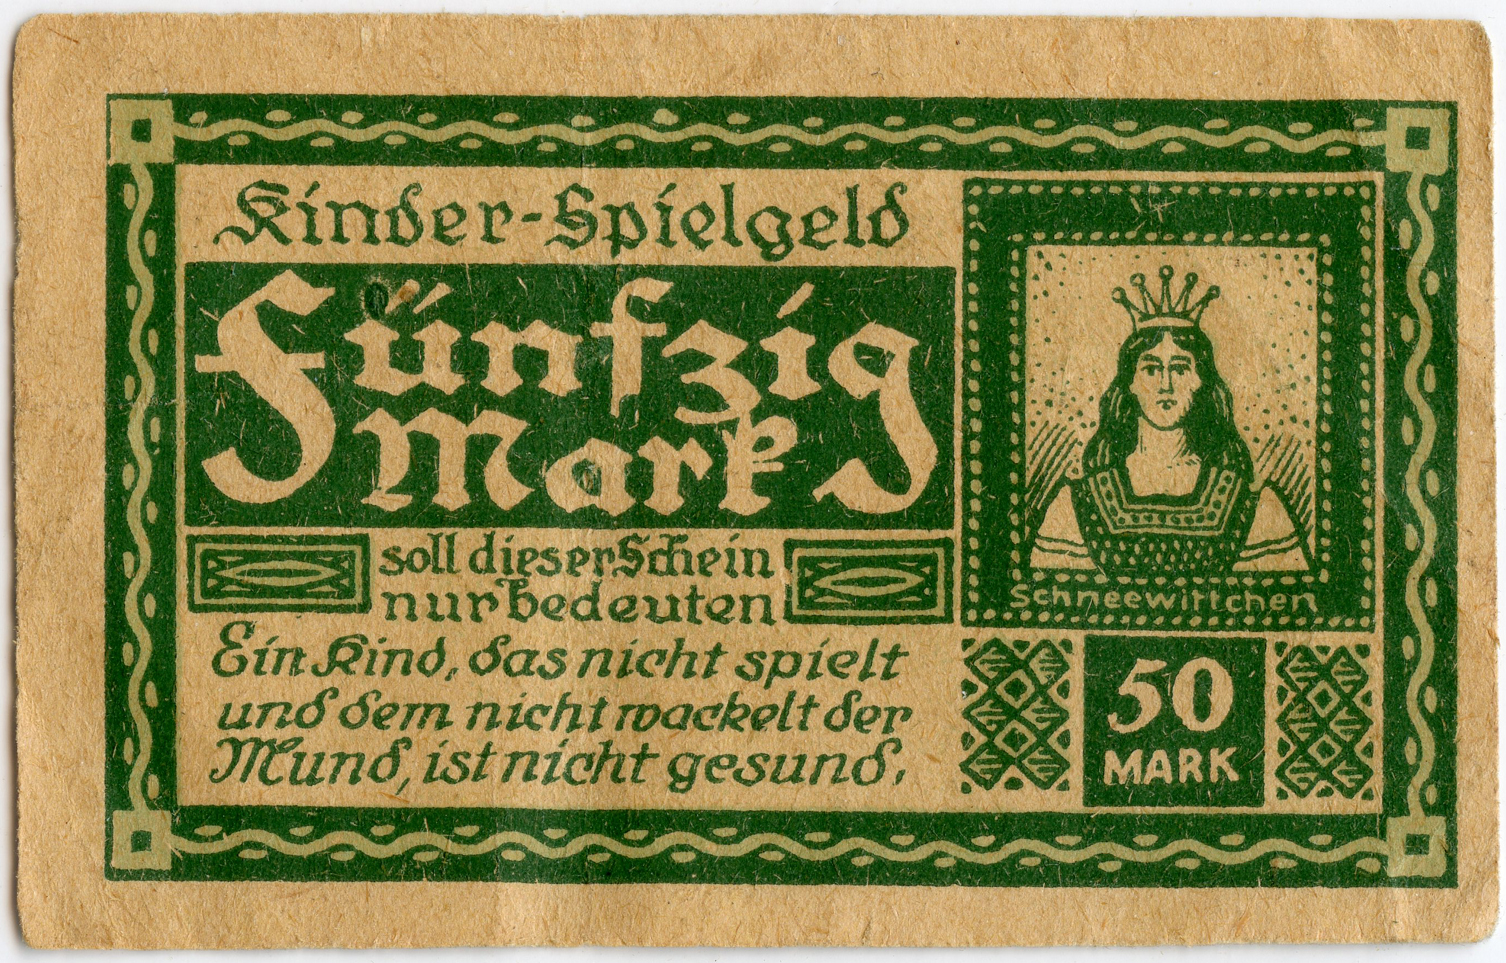 Kinder-Spielgeld
Fünfzig
Mark
soll dieser Schein
nur bedeuten
Ein Kind, das nicht spielt
und dem nicht wackelt der
Mund, ist nicht gesund.
Schneewittchen
50
MARK